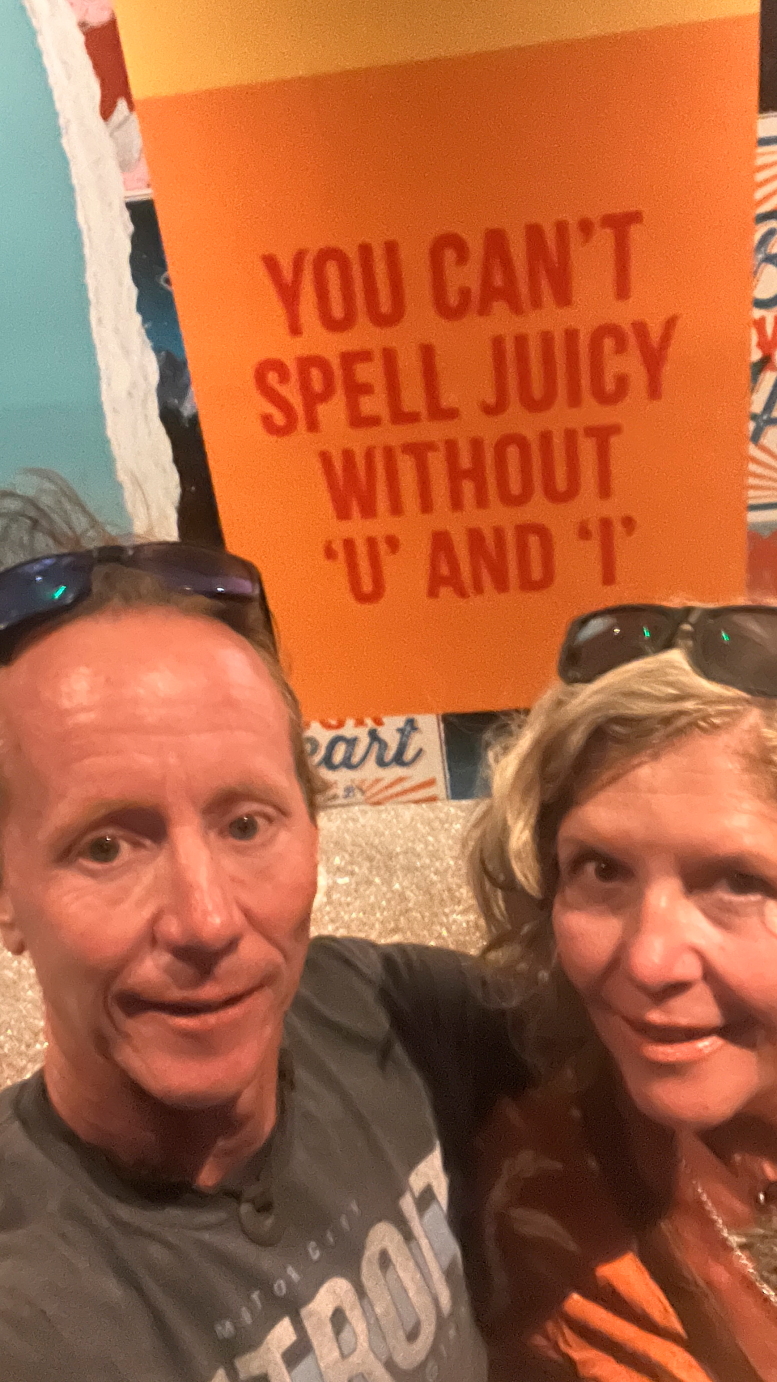 YOU CAN'T
SPELL JUICY
WITHOUT
'U' AND 'I'
eart
MOTOR CITY
TROIT